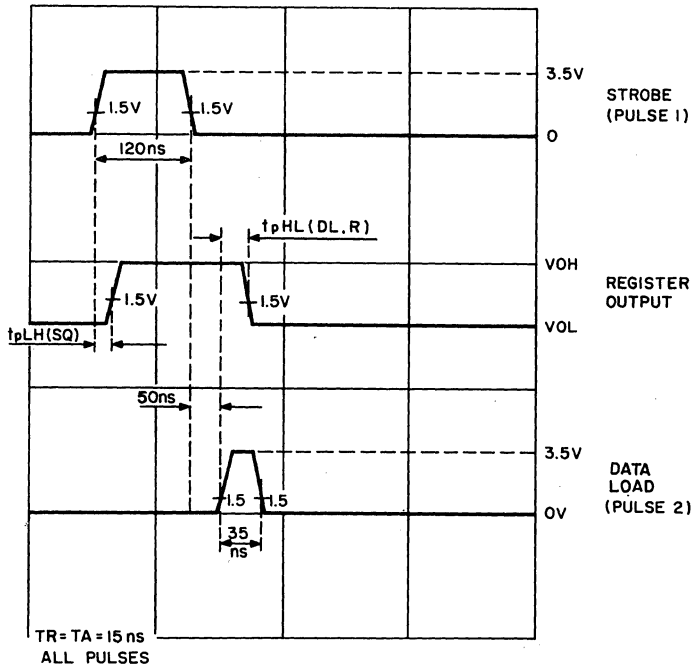 3.5V
STROBE
(PULSE 1)
1.5V
1.5V
0
120ns
tpHL(DL,R)
VOH
REGISTER
OUTPUT
1.5V
1.5V
VOL
tpLH(SQ)
50ns
3.5V
DATA
LOAD
(PULSE 2)
1.5
1.5
0V
35
ns
TR=TA=15ns
ALL PULSES